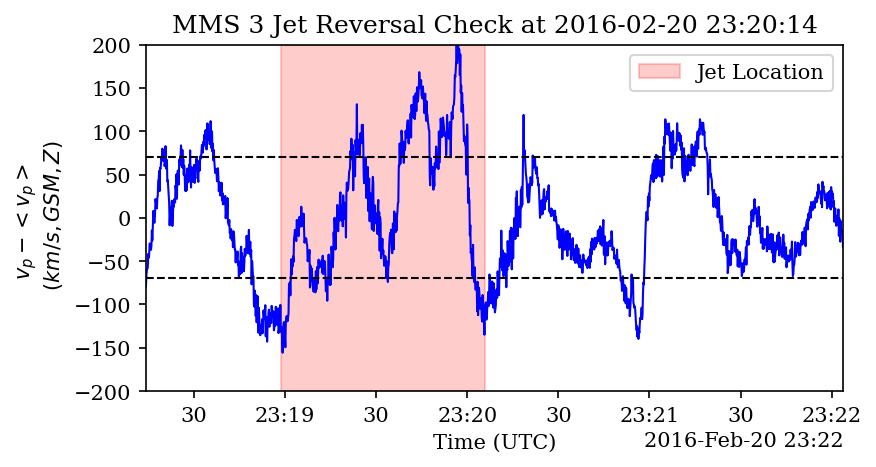 MMS 3 Jet Reversal Check at 2016-02-20 23:20:14
Jet Location
200
150
100
50
0
−50
−100
−150
−200
v_p − < v_p >
(km/s, GSM, Z)
30 23:19 30 23:20 30 23:21 30 23:22
Time (UTC)
2016-Feb-20 23:22